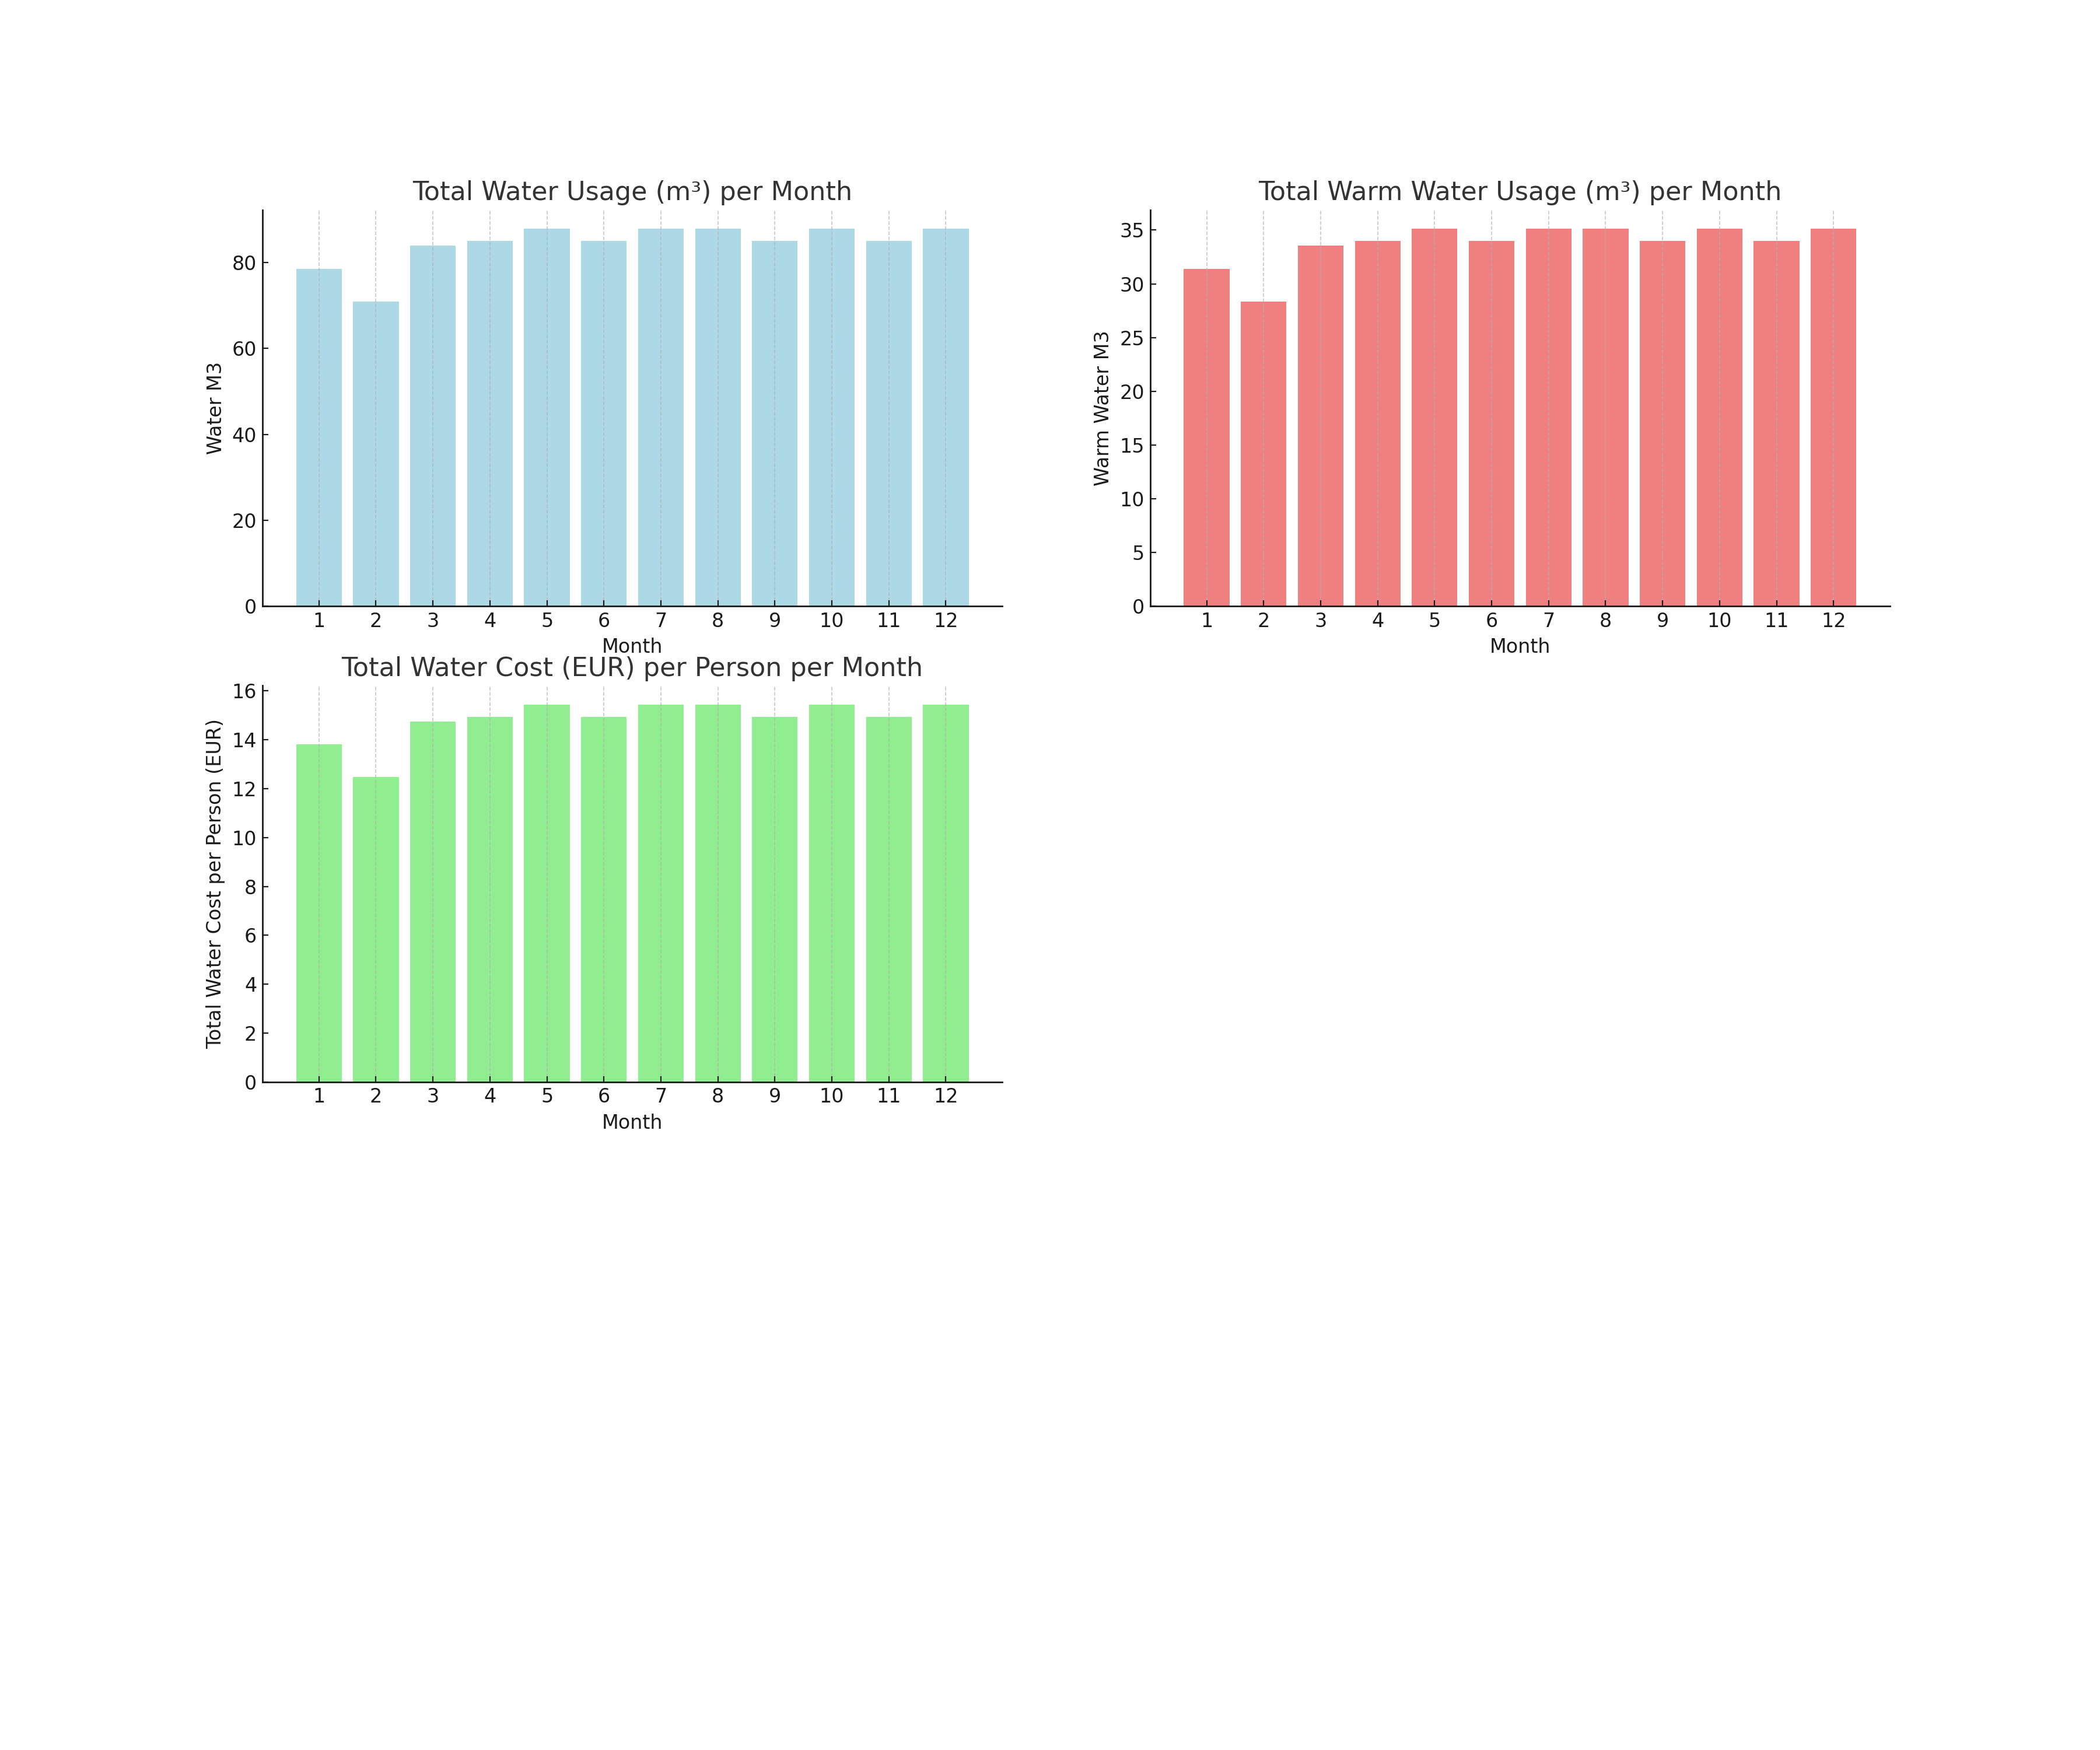 Total Water Usage (m³) per Month
Water M3
80
60
40
20
0
1 2 3 4 5 6 7 8 9 10 11 12
Month
Total Warm Water Usage (m³) per Month
Warm Water M3
35
30
25
20
15
10
5
0
1 2 3 4 5 6 7 8 9 10 11 12
Month
Total Water Cost (EUR) per Person per Month
Total Water Cost per Person (EUR)
16
14
12
10
8
6
4
2
0
1 2 3 4 5 6 7 8 9 10 11 12
Month